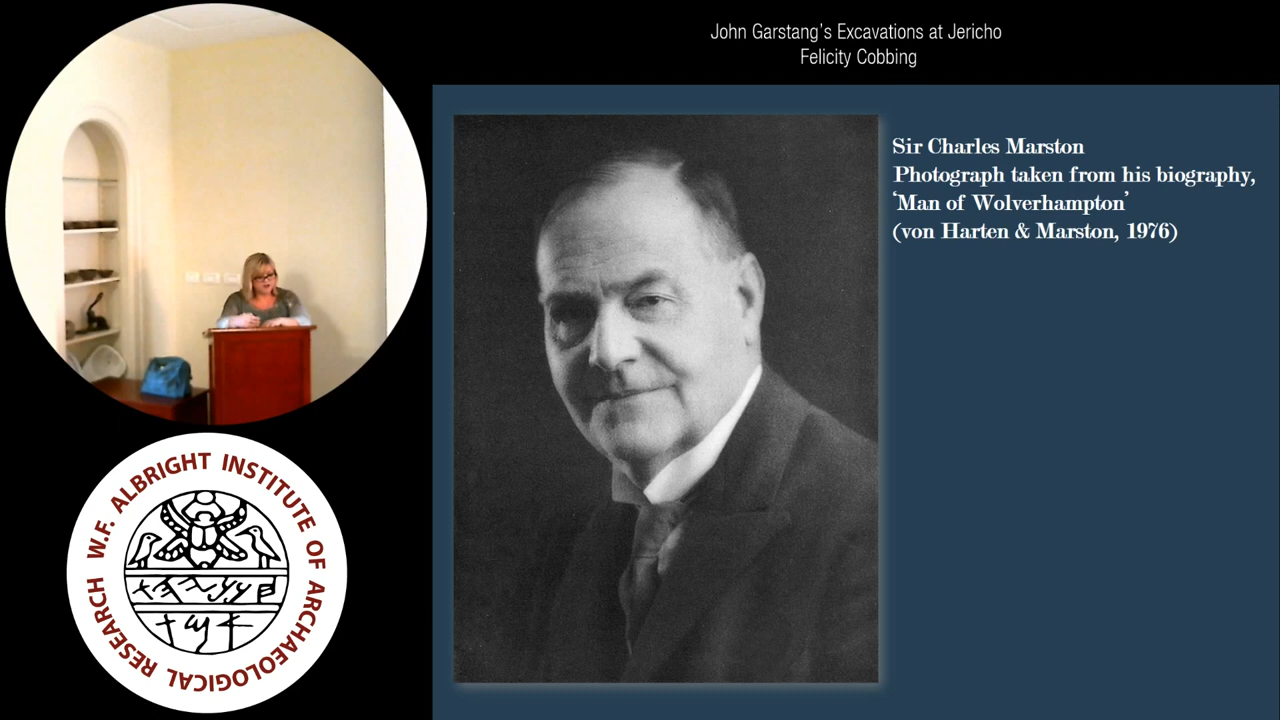 John Garstang's Excavations at Jericho
Felicity Cobbing
Sir Charles Marston
Photograph taken from his biography,
'Man of Wolverhampton'
(von Harten & Marston, 1976)
W.F. ALBRIGHT INSTITUTE OF ARCHAEOLOGICAL RESEARCH